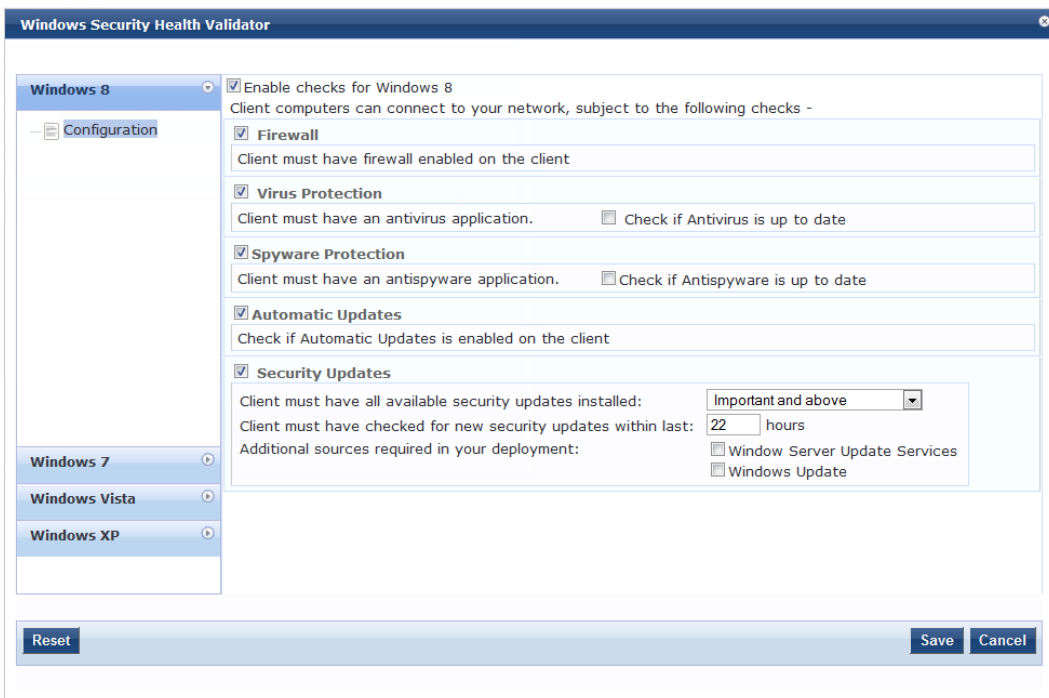 Windows Security Health Validator
Windows 8
Configuration
Windows 7
Windows Vista
Windows XP
Enable checks for Windows 8
Client computers can connect to your network, subject to the following checks -
Firewall
Client must have firewall enabled on the client
Virus Protection
Client must have an antivirus application. Check if Antivirus is up to date
Spyware Protection
Client must have an antispyware application. Check if Antispyware is up to date
Automatic Updates
Check if Automatic Updates is enabled on the client
Security Updates
Client must have all available security updates installed: Important and above
Client must have checked for new security updates within last: 22 hours
Additional sources required in your deployment: Window Server Update Services
Windows Update
Reset Save Cancel